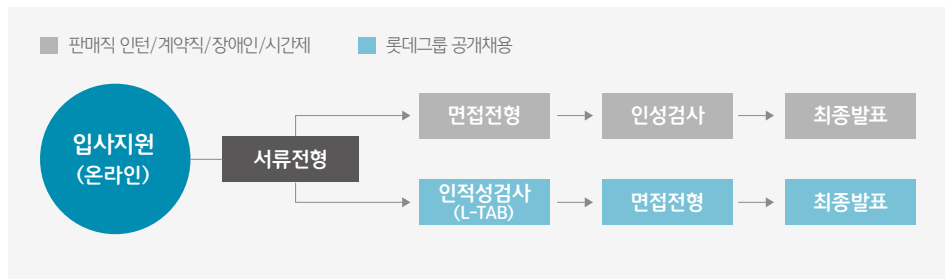 판매직 인턴/계약직/장애인/시간제
롯데그룹 공개채용
입사지원
(온라인)
서류전형
면접전형
인성검사
최종발표
인적성검사
(L-TAB)
면접전형
최종발표